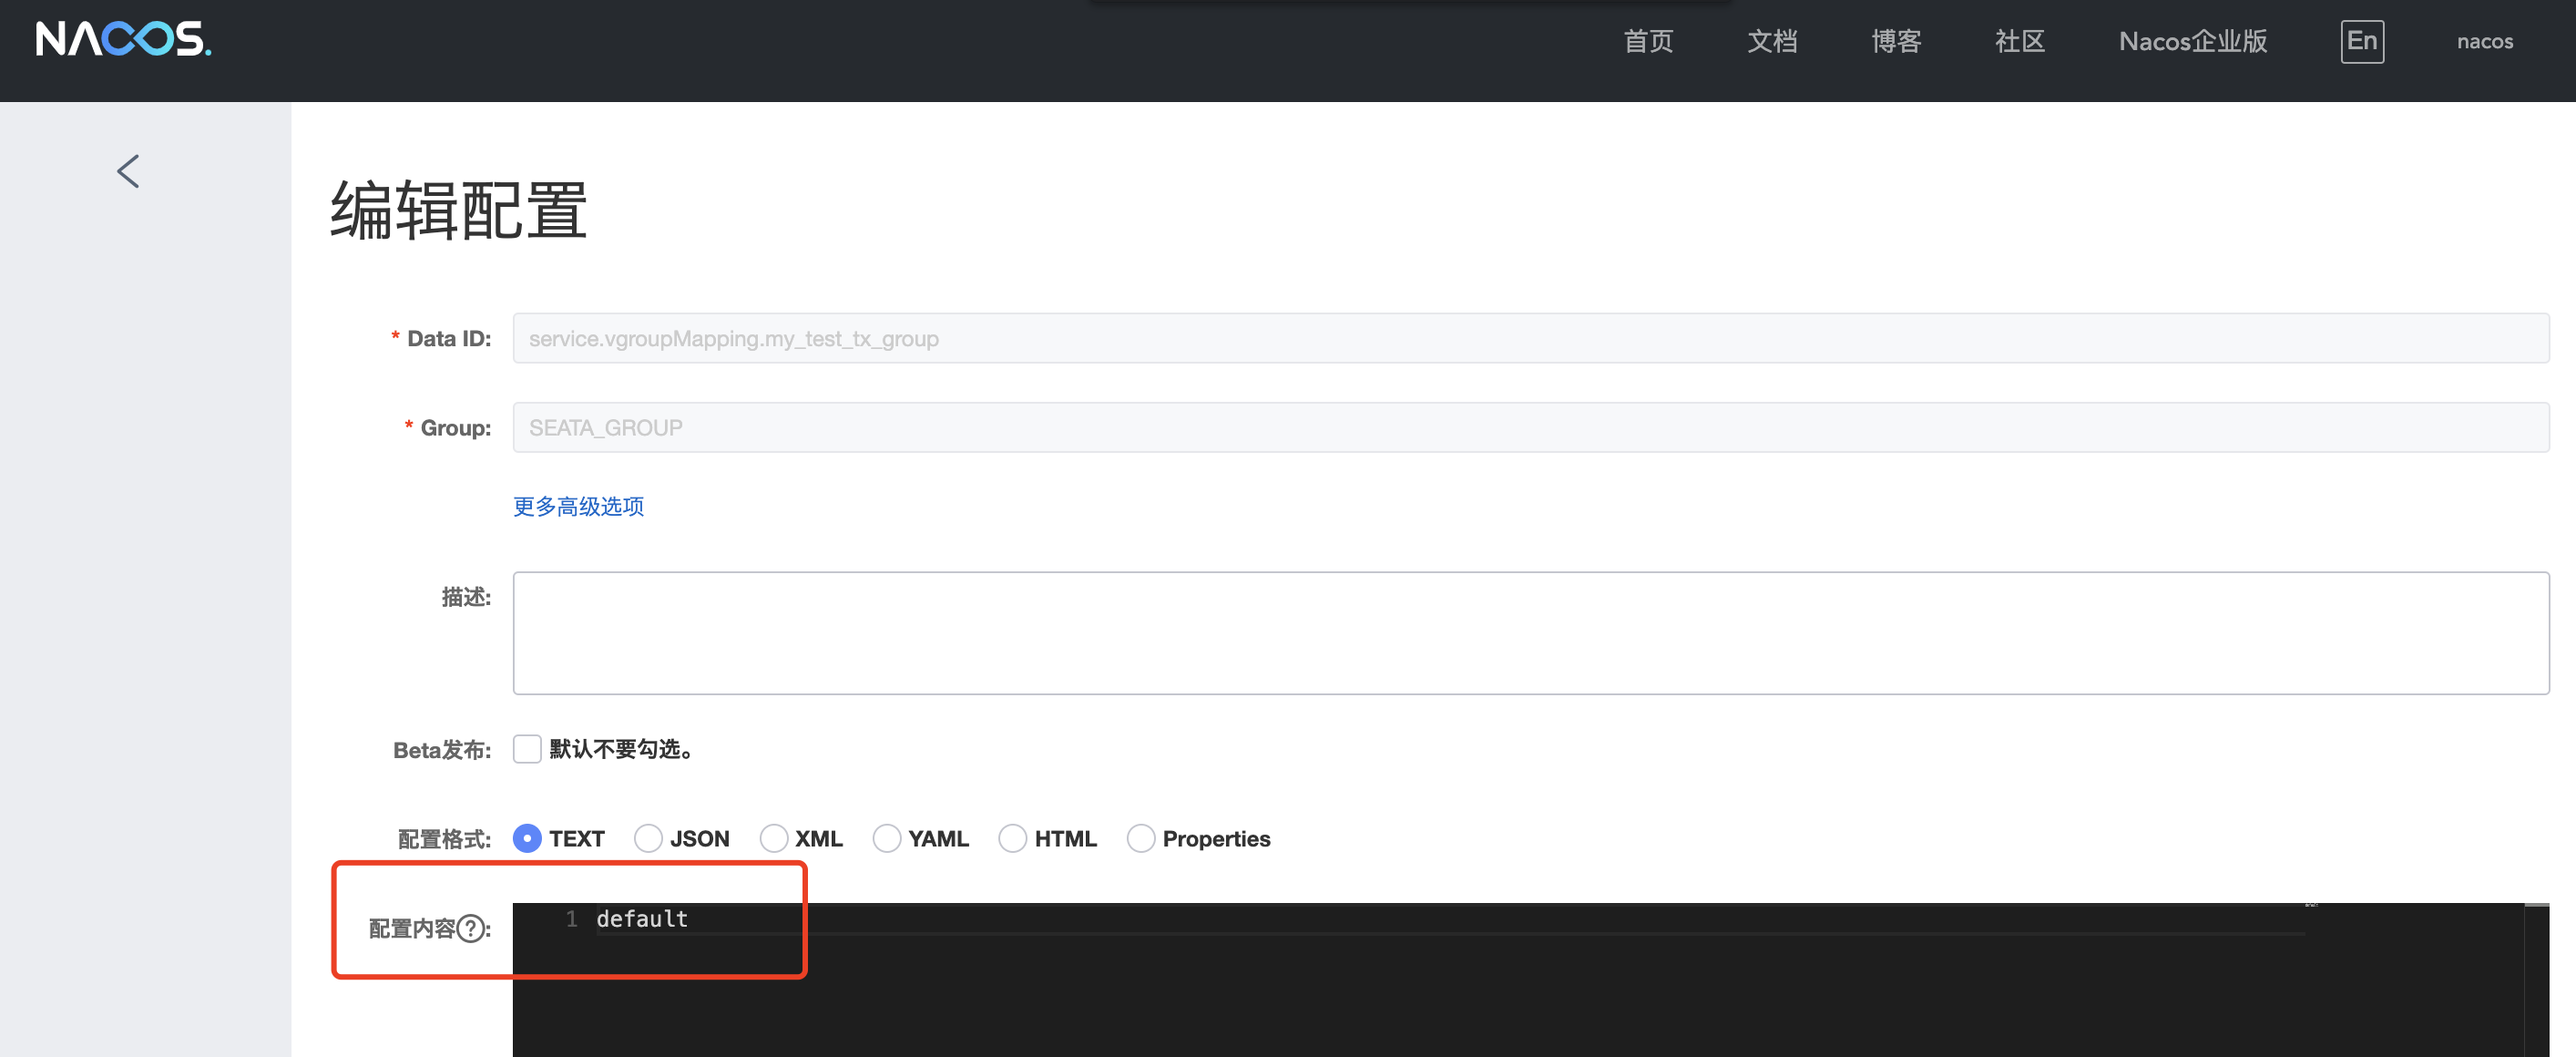 NACOS.
首页 文档 博客 社区 Nacos企业版 En nacos
编辑配置
* Data ID: service.vgroupMapping.my_test_tx_group
* Group: SEATA_GROUP
更多高级选项
描述:
Beta发布: 默认不要勾选。
配置格式: TEXT JSON XML YAML HTML Properties
配置内容?: 1 default